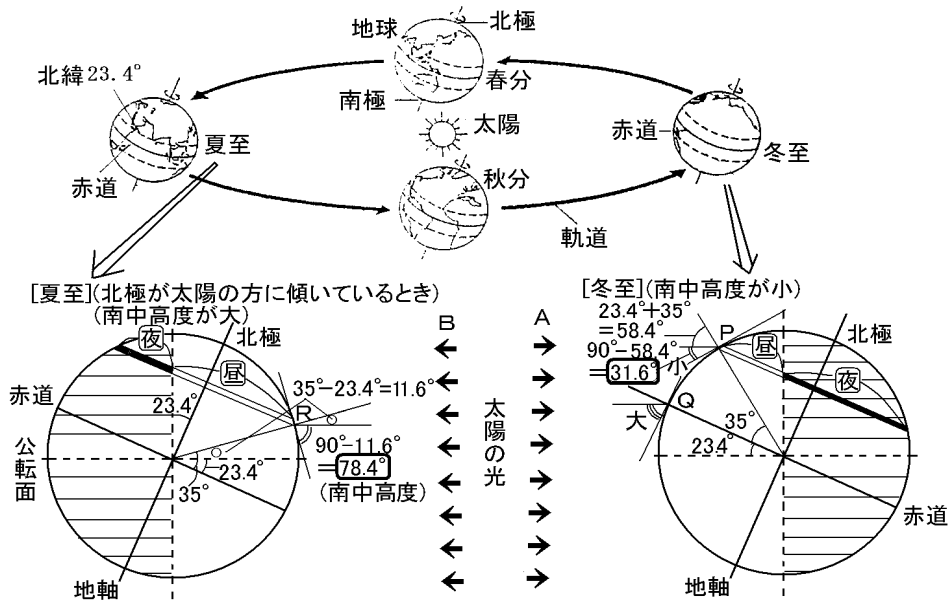 北極
地球
北緯23.4°
春分
南極
太陽
赤道
夏至
赤道
冬至
秋分
軌道
[夏至](北極が太陽の方に傾いているとき)
(南中高度が大)
北極
夜
昼
35°-23.4°=11.6°
赤道
23.4°
R
90°-11.6°
=78.4°
(南中高度)
公転面
23.4°
35°
地軸
B
A
太陽の光
[冬至](南中高度が小)
23.4°+35°
=58.4°
P
北極
90°-58.4°
=31.6°
小
昼
夜
Q
大
35°
23.4°
赤道
地軸